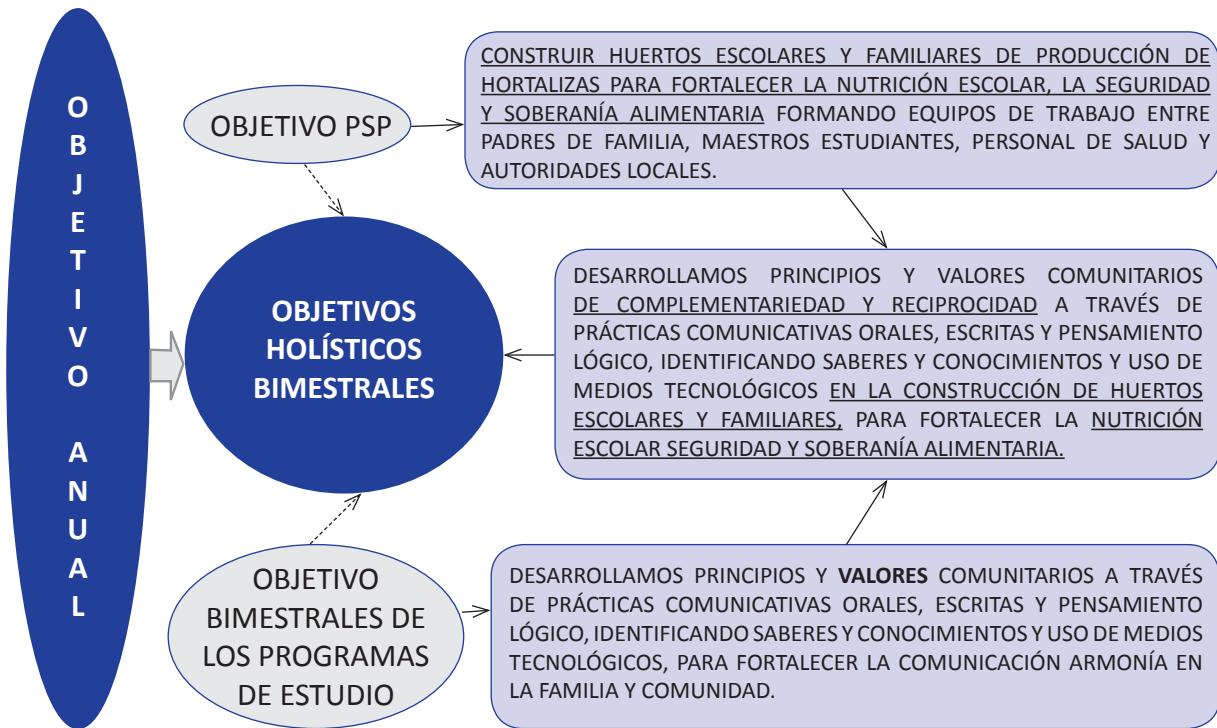 OBJETIVO ANUAL
OBJETIVO PSP
CONSTRUIR HUERTOS ESCOLARES Y FAMILIARES DE PRODUCCIÓN DE
HORTALIZAS PARA FORTALECER LA NUTRICIÓN ESCOLAR, LA SEGURIDAD
Y SOBERANÍA ALIMENTARIA FORMANDO EQUIPOS DE TRABAJO ENTRE
PADRES DE FAMILIA, MAESTROS ESTUDIANTES, PERSONAL DE SALUD Y
AUTORIDADES LOCALES.
OBJETIVOS
HOLÍSTICOS
BIMESTRALES
DESARROLLAMOS PRINCIPIOS Y VALORES COMUNITARIOS
DE COMPLEMENTARIEDAD Y RECIPROCIDAD A TRAVÉS DE
PRÁCTICAS COMUNICATIVAS ORALES, ESCRITAS Y PENSAMIENTO
LÓGICO, IDENTIFICANDO SABERES Y CONOCIMIENTOS Y USO DE
MEDIOS TECNOLÓGICOS EN LA CONSTRUCCIÓN DE HUERTOS
ESCOLARES Y FAMILIARES, PARA FORTALECER LA NUTRICIÓN
ESCOLAR SEGURIDAD Y SOBERANÍA ALIMENTARIA.
OBJETIVO
BIMESTRALES DE
LOS PROGRAMAS
DE ESTUDIO
DESARROLLAMOS PRINCIPIOS Y VALORES COMUNITARIOS A TRAVÉS
DE PRÁCTICAS COMUNICATIVAS ORALES, ESCRITAS Y PENSAMIENTO
LÓGICO, IDENTIFICANDO SABERES Y CONOCIMIENTOS Y USO DE MEDIOS
TECNOLÓGICOS, PARA FORTALECER LA COMUNICACIÓN ARMONÍA EN
LA FAMILIA Y COMUNIDAD.